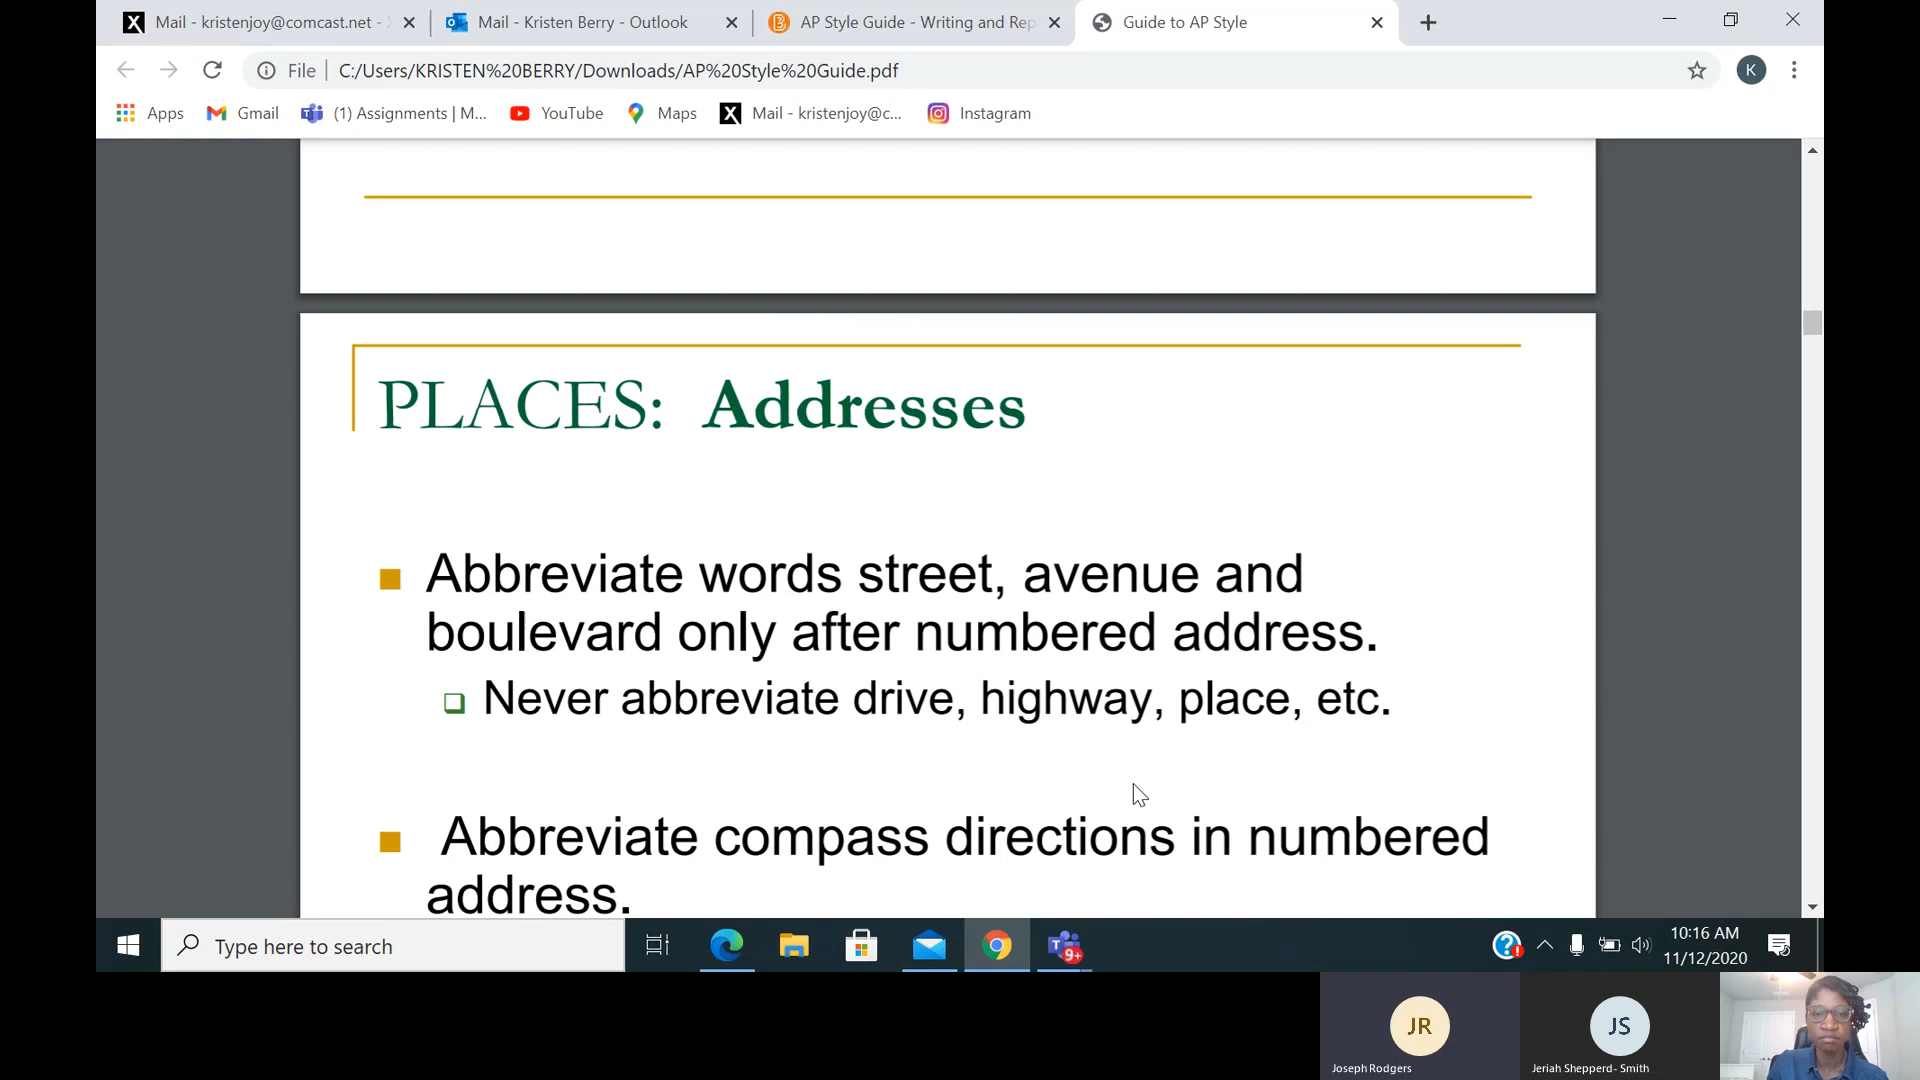 Mail - kristenjoy@comcast.net -
Mail - Kristen Berry - Outlook
AP Style Guide - Writing and Rep
Guide to AP Style
File
C:/Users/KRISTEN%20BERRY/Downloads/AP%20Style%20Guide.pdf
K
Apps
Gmail
(1) Assignments | M...
YouTube
Maps
Mail - kristenjoy@c...
Instagram
PLACES: Addresses
Abbreviate words street, avenue and
boulevard only after numbered address.
Never abbreviate drive, highway, place, etc.
Abbreviate compass directions in numbered
address.
Type here to search
9+
10:16 AM
11/12/2020
JR
JS
Joseph Rodgers
Jeriah Shepperd- Smith